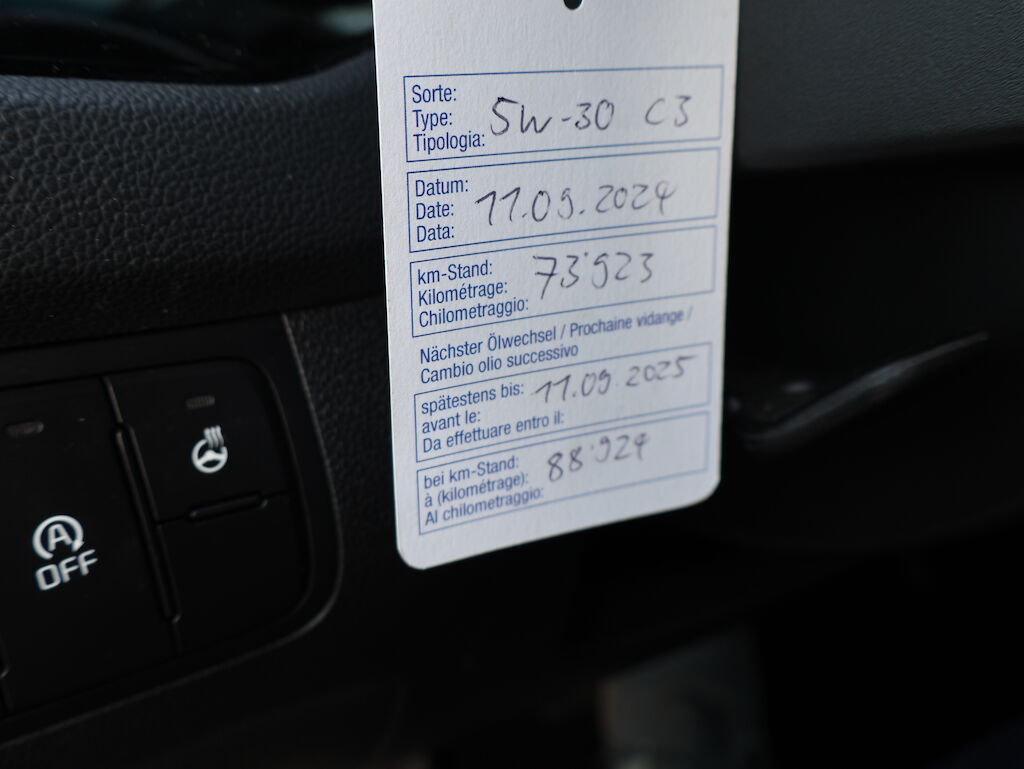 Sorte:
Type:
Tipologia:
5W-30 C3
Datum:
Date:
Data:
11.09.2024
km-Stand:
Kilométrage:
Chilometraggio:
73'923
Nächster Ölwechsel / Prochaine vidange /
Cambio olio successivo
spätestens bis:
avant le:
Da effettuare entro il:
11.09.2025
bei km-Stand:
à (kilométrage):
Al chilometraggio:
88'924
A
OFF